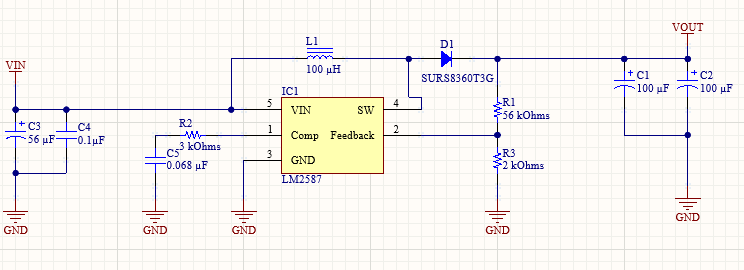 VOUT
L1
D1
100 µH
SURS8360T3G
VIN
C1
100 µF
C2
100 µF
IC1
5
VIN
SW
4
R1
56 kOhms
C3
56 µF
C4
0.1µF
R2
3 kOhms
1
Comp
Feedback
2
C5
0.068 µF
3
GND
R3
2 kOhms
LM2587
GND
GND
GND
GND
GND